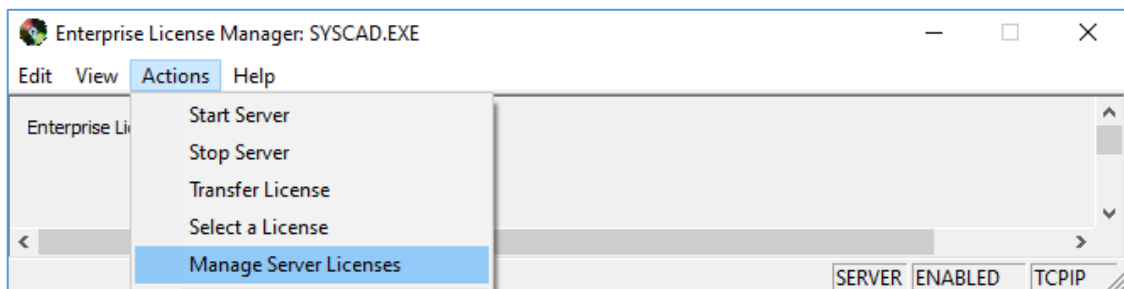 Enterprise License Manager: SYSCAD.EXE
Edit View Actions Help
Start Server
Enterprise
Stop Server
Transfer License
Select a License
Manage Server Licenses
SERVER ENABLED TCPIP